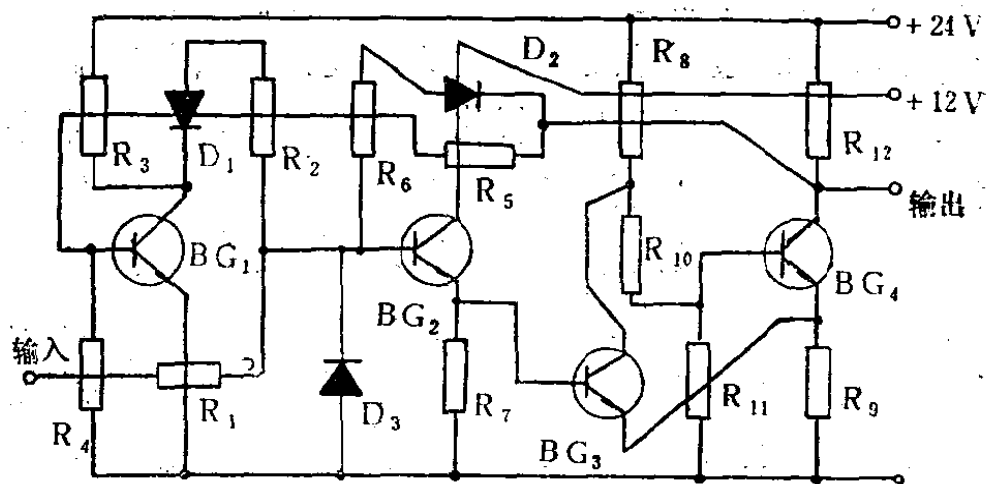 + 24 V
D₂
R₈
+ 12 V
R₃
D₁
R₂
R₆
R₅
R₁₂
输出
BG₁
R₁₀
BG₂
BG₄
输入
R₄
R₁
D₃
R₇
R₁₁
R₉
BG₃